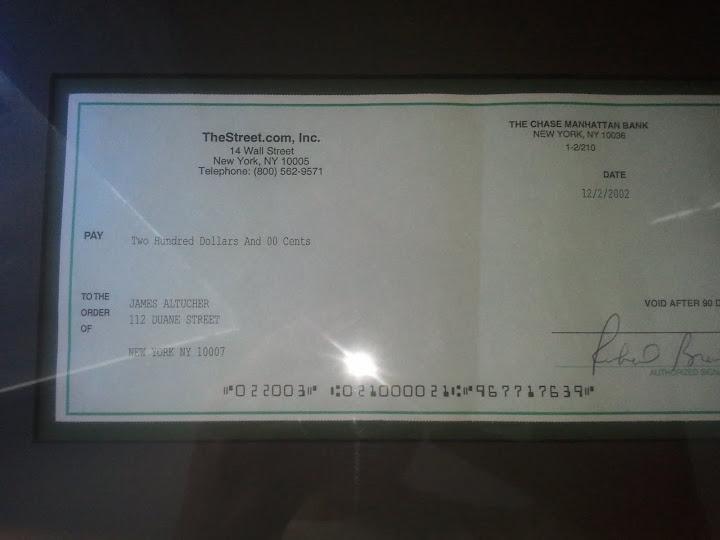 TheStreet.com, Inc.
14 Wall Street
New York, NY 10005
Telephone: (800) 562-9571
THE CHASE MANHATTAN BANK
NEW YORK, NY 10036
1-2/210
DATE
12/2/2002
PAY
Two Hundred Dollars And 00 Cents
TO THE
ORDER
OF
JAMES ALTUCHER
112 DUANE STREET
NEW YORK NY 10007
VOID AFTER 90 D
Richard
AUTHORIZED SIGN
⑈022003⑈ ⑆021000021⑆⑈967717639⑈